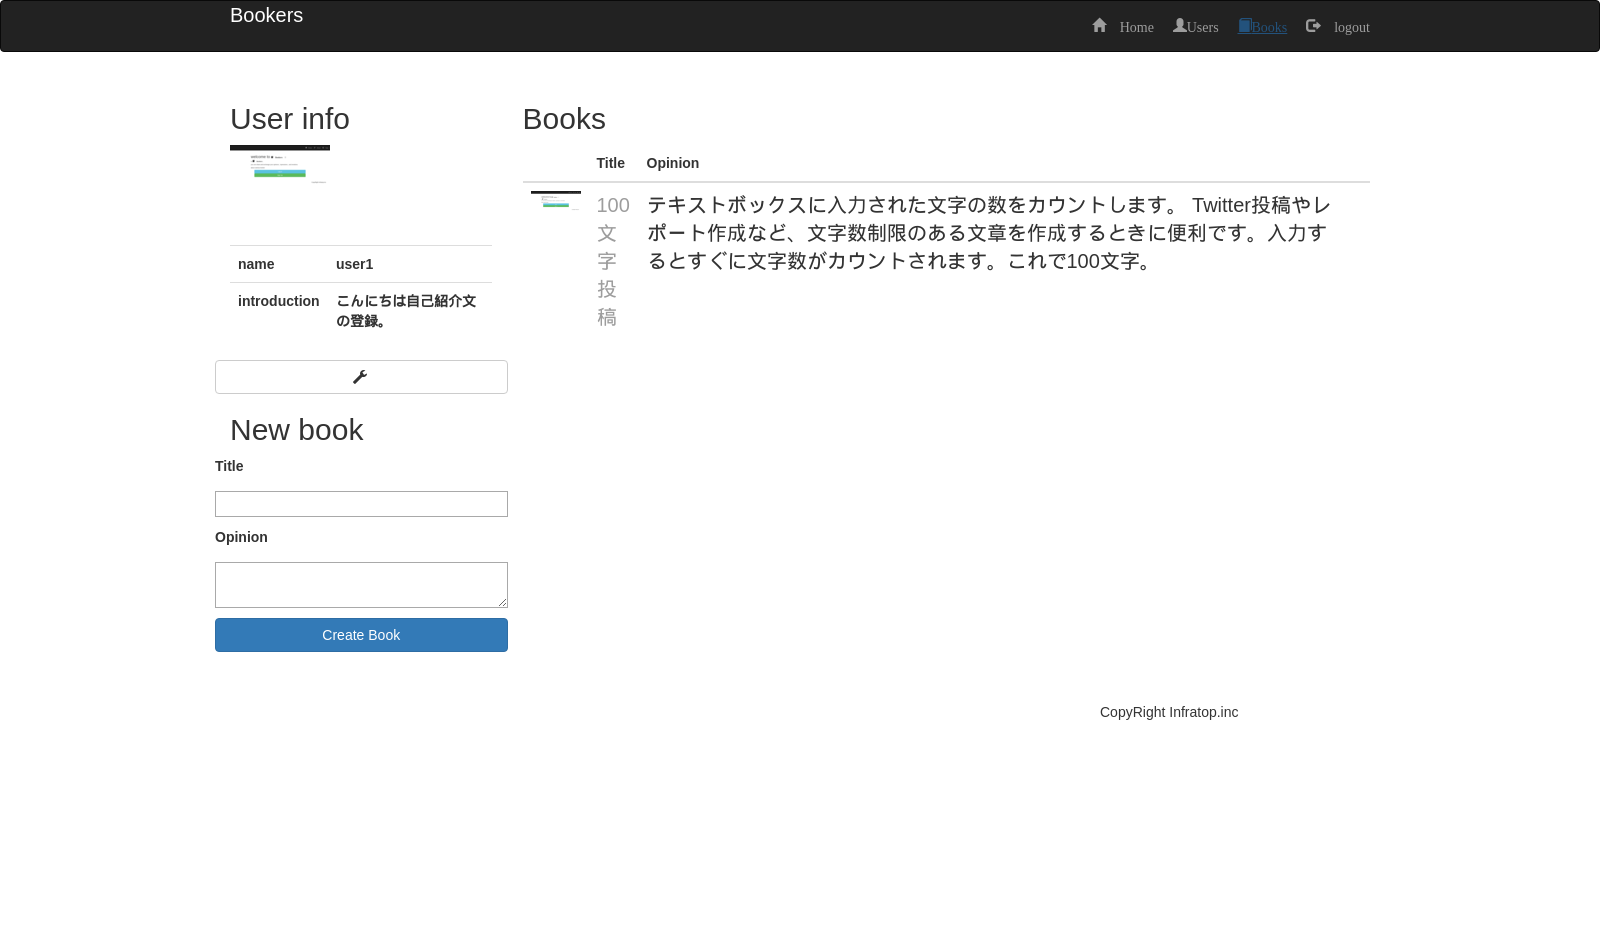 Bookers
Home Users Books logout
User info
name user1
introduction こんにちは自己紹介文
の登録。
New book
Title
Opinion
Create Book
Books
Title Opinion
100 テキストボックスに入力された文字の数をカウントします。 Twitter投稿やレ
文 ポート作成など、文字数制限のある文章を作成するときに便利です。入力す
字 るとすぐに文字数がカウントされます。これで100文字。
投
稿
CopyRight Infratop.inc